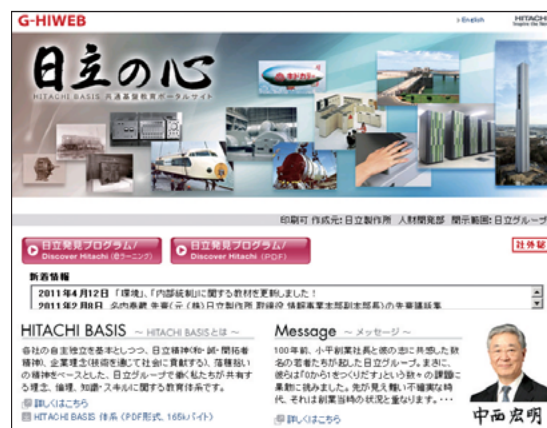 G-HIWEB
English
HITACHI
Inspire the Next
日立の心
HITACHI BASIS 共通基盤教育ポータルサイト
キドカラー
印刷可 作成元:日立製作所 人財開発部 開示範囲:日立グループ
日立発見プログラム/
Discover Hitachi (eラーニング)
日立発見プログラム/
Discover Hitachi (PDF)
社外秘
新着情報
2011年4月12日 「環境」、「内部統制」に関する教材を更新しました!
2011年2月8日
HITACHI BASIS ~ HITACHI BASISとは ~
各社の自主独立を基本としつつ、日立精神(和・誠・開拓者
精神)、企業理念(技術を通じて社会に貢献する)、落穂拾い
の精神をベースとした、日立グループで働く私たちが共有す
る理念、倫理、知識・スキルに関する教育体系です。
詳しくはこちら
HITACHI BASIS 体系 (PDF形式、165kバイト)
Message ~ メッセージ ~
100年前、小平創業社長と彼の志に共感した数
名の若者たちが起した日立グループ。まさに、
彼らは「0から1をつくりだす」という数々の課題に
果敢に挑みました。先が見え難い不確実な時
代、それは創業当時の状況と重なります。・・・
詳しくはこちら
中西宏明